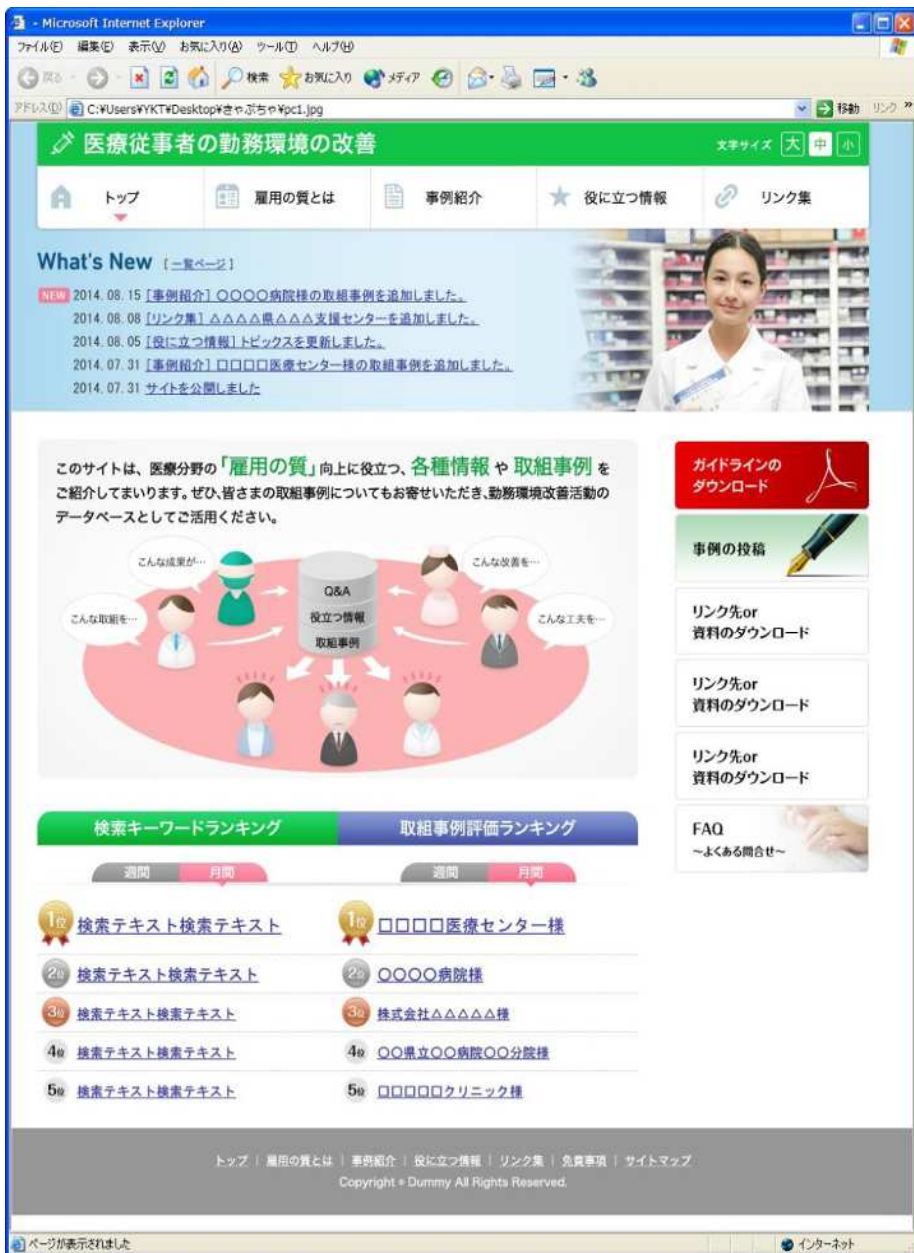 - Microsoft Internet Explorer
ファイル(F) 編集(E) 表示(V) お気に入り(A) ツール(T) ヘルプ(H)
戻る 検索 お気に入り メディア
アドレス(D) C:¥Users¥YKT¥Desktop¥きゃぷちゃ¥pc1.jpg 移動 リンク »
医療従事者の勤務環境の改善
文字サイズ 大 中 小
トップ 雇用の質とは 事例紹介 役に立つ情報 リンク集
What's New [一覧ページ]
NEW 2014. 08. 15 [事例紹介] 〇〇〇〇病院様の取組事例を追加しました。
2014. 08. 08 [リンク集] △△△△県△△△支援センターを追加しました。
2014. 08. 05 [役に立つ情報] トピックスを更新しました。
2014. 07. 31 [事例紹介] □□□□医療センター様の取組事例を追加しました。
2014. 07. 31 サイトを公開しました
このサイトは、医療分野の「雇用の質」向上に役立つ、各種情報 や 取組事例 を
ご紹介してまいります。ぜひ、皆さまの取組事例についてもお寄せいただき、勤務環境改善活動の
データベースとしてご活用ください。
こんな成果が…
こんな改善を…
こんな取組を…
こんな工夫を…
Q&A
役立つ情報
取組事例
ガイドラインの
ダウンロード
事例の投稿
リンク先or
資料のダウンロード
リンク先or
資料のダウンロード
リンク先or
資料のダウンロード
FAQ
～よくある問合せ～
検索キーワードランキング
週間 月間
1位 検索テキスト検索テキスト
2位 検索テキスト検索テキスト
3位 検索テキスト検索テキスト
4位 検索テキスト検索テキスト
5位 検索テキスト検索テキスト
取組事例評価ランキング
週間 月間
1位 □□□□医療センター様
2位 〇〇〇〇病院様
3位 株式会社△△△△△様
4位 〇〇県立〇〇病院〇〇分院様
5位 □□□□□クリニック様
トップ | 雇用の質とは | 事例紹介 | 役に立つ情報 | リンク集 | 免責事項 | サイトマップ
Copyright © Dummy All Rights Reserved.
ページが表示されました インターネット